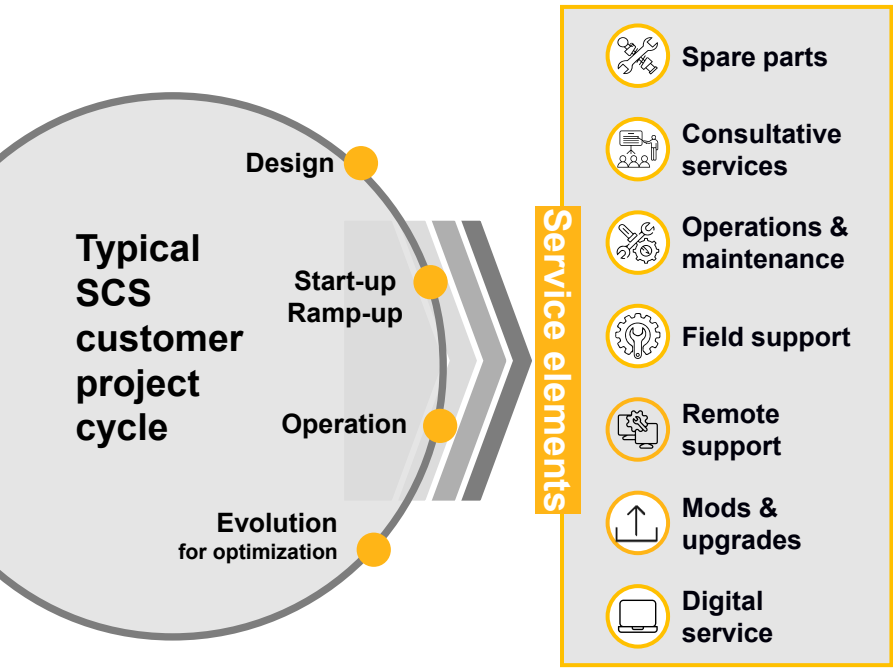 Typical
SCS
customer
project
cycle
Design
Start-up
Ramp-up
Operation
Evolution
for optimization
Service elements
Spare parts
Consultative
services
Operations &
maintenance
Field support
Remote
support
Mods &
upgrades
Digital
service